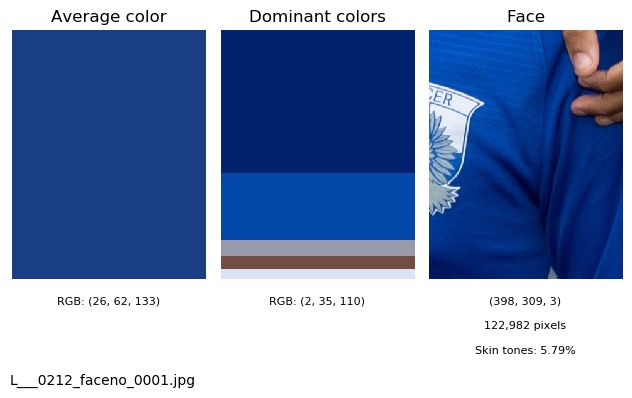 Average color
Dominant colors
Face
CER
RGB: (26, 62, 133)
RGB: (2, 35, 110)
(398, 309, 3)
122,982 pixels
Skin tones: 5.79%
L___0212_faceno_0001.jpg